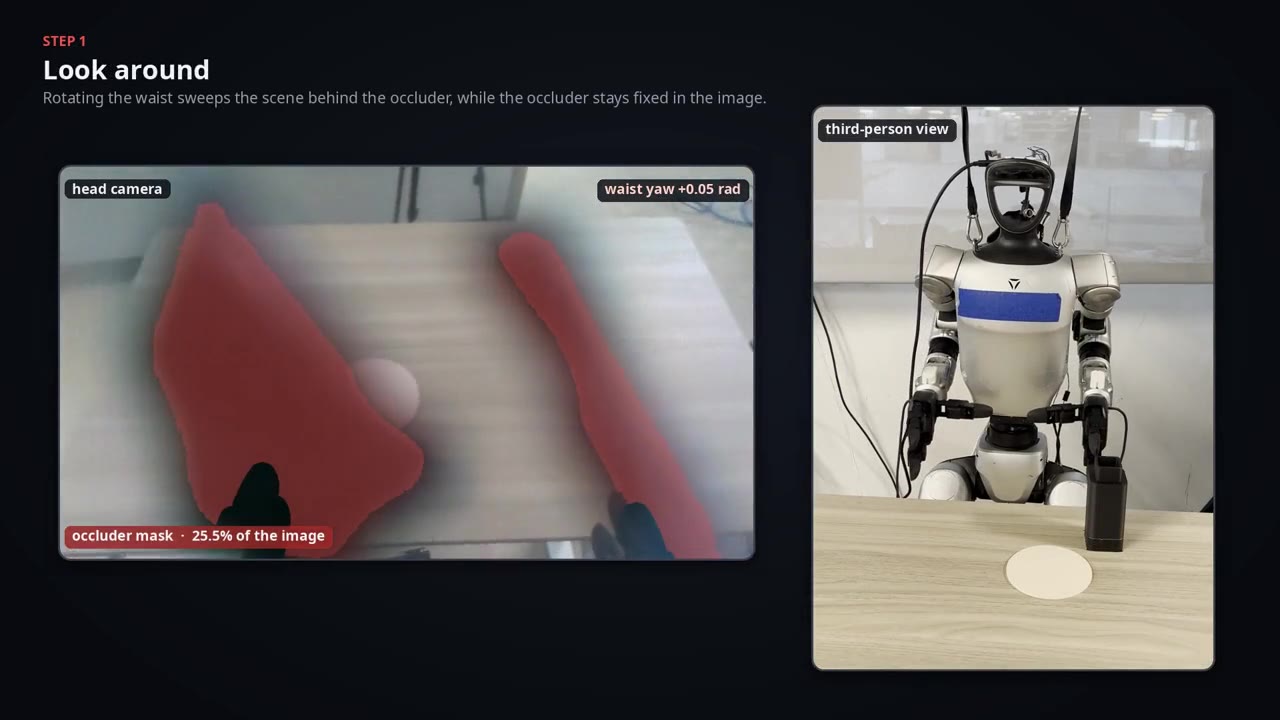 STEP 1
Look around
Rotating the waist sweeps the scene behind the occluder, while the occluder stays fixed in the image.
third-person view
head camera
waist yaw +0.05 rad
occluder mask · 25.5% of the image